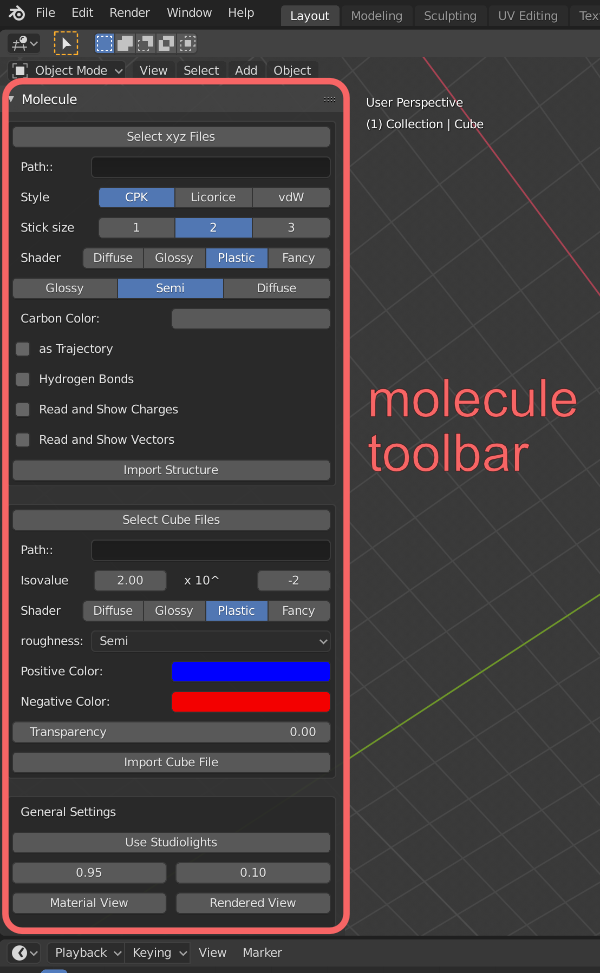 File Edit Render Window Help Layout Modeling Sculpting UV Editing
Object Mode View Select Add Object
Molecule
User Perspective
(1) Collection | Cube
Select xyz Files
Path::
Style CPK Licorice vdW
Stick size 1 2 3
Shader Diffuse Glossy Plastic Fancy
Glossy Semi Diffuse
Carbon Color:
as Trajectory
Hydrogen Bonds
Read and Show Charges
Read and Show Vectors
Import Structure
molecule
toolbar
Select Cube Files
Path::
Isovalue 2.00 x 10^ -2
Shader Diffuse Glossy Plastic Fancy
roughness: Semi
Positive Color:
Negative Color:
Transparency 0.00
Import Cube File
General Settings
Use Studiolights
0.95 0.10
Material View Rendered View
Playback Keying View Marker